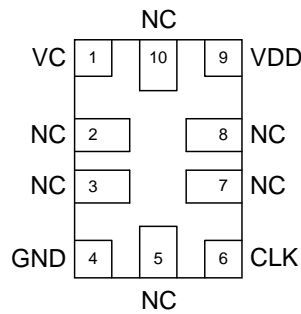 NC
VC 1 10 9 VDD
NC 2 8 NC
NC 3 7 NC
GND 4 5 6 CLK
NC